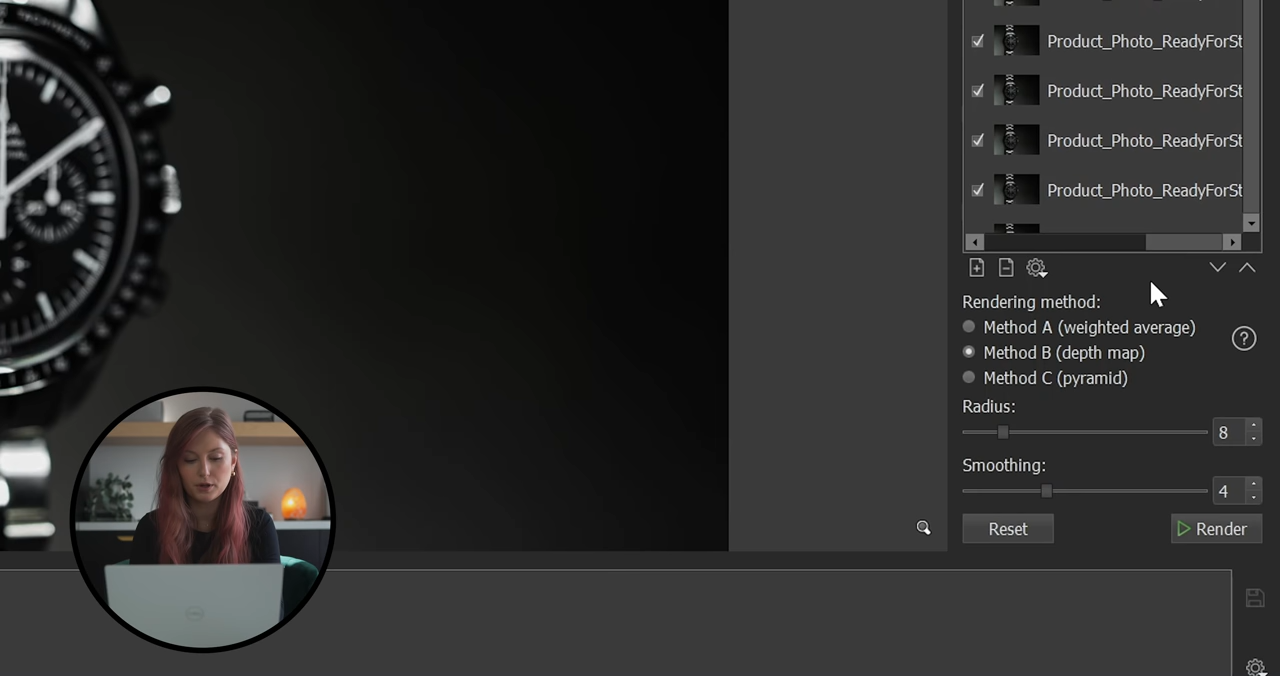 Product_Photo_ReadyForSt
Product_Photo_ReadyForSt
Product_Photo_ReadyForSt
Product_Photo_ReadyForSt
Rendering method:
Method A (weighted average)
?
Method B (depth map)
Method C (pyramid)
Radius:
8
Smoothing:
4
Reset
Render